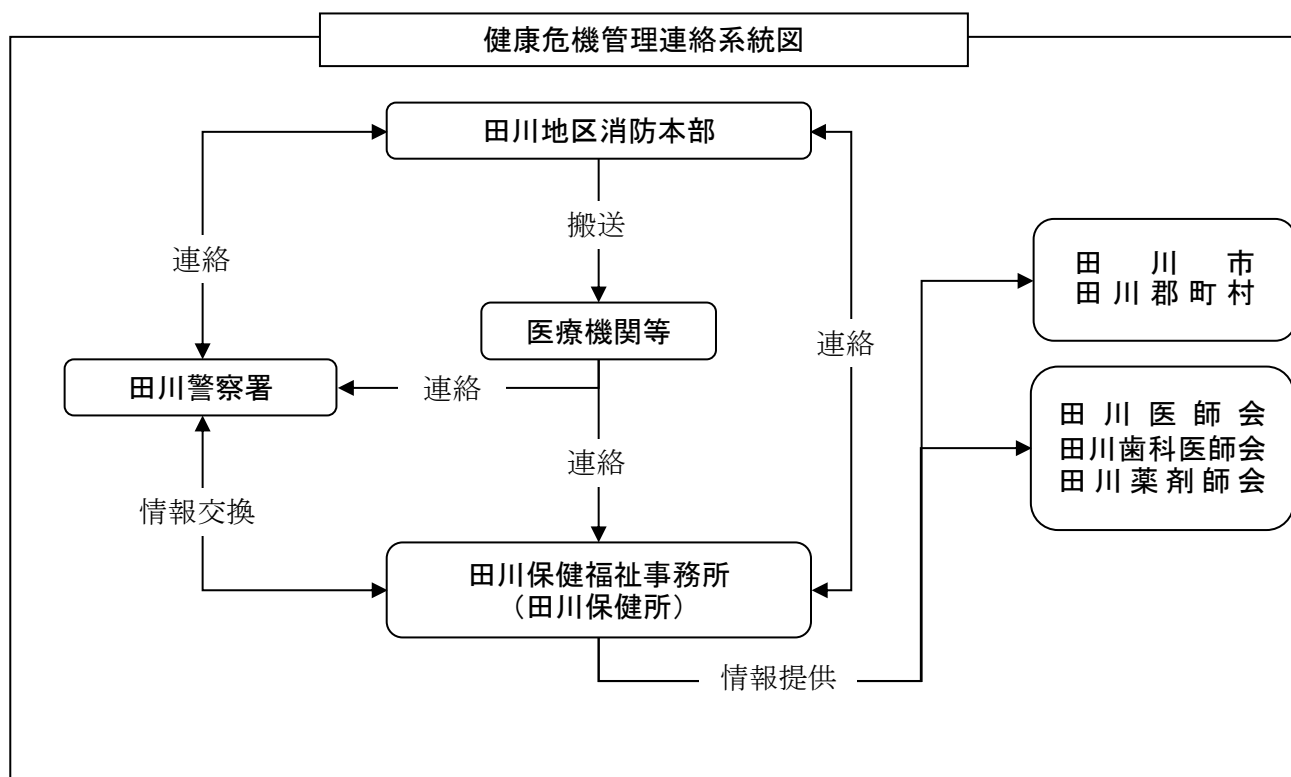 健康危機管理連絡系統図
田川地区消防本部
搬送
連絡
田川市
田川郡町村
医療機関等
連絡
田川警察署
連絡
田川医師会
田川歯科医師会
田川薬剤師会
連絡
情報交換
田川保健福祉事務所
（田川保健所）
情報提供